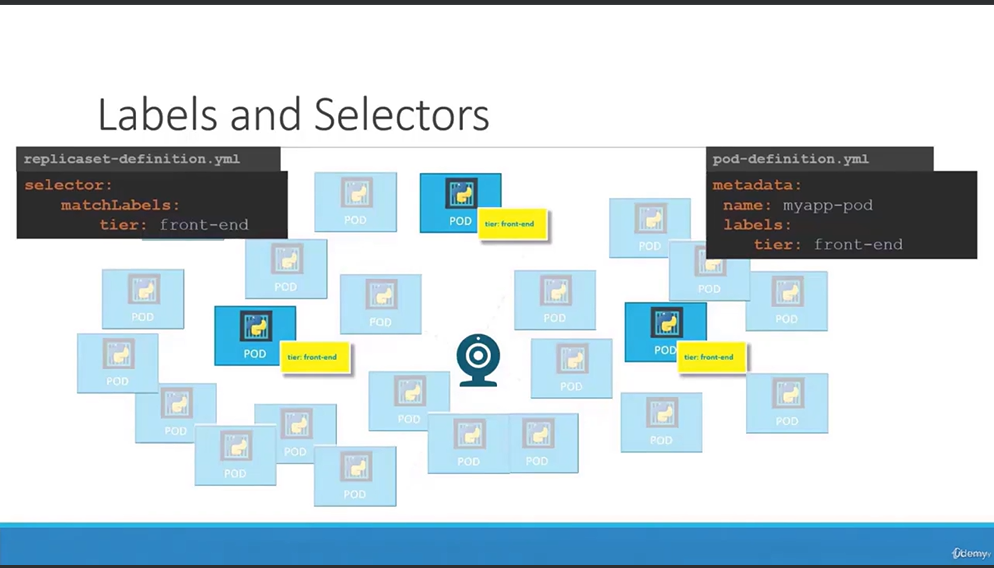 Labels and Selectors
replicaset-definition.yml
selector:
matchLabels:
tier: front-end
pod-definition.yml
metadata:
name: myapp-pod
labels:
tier: front-end
POD
POD
tier: front-end
POD
POD
POD
POD
POD
POD
POD
POD
tier: front-end
POD
tier: front-end
POD
POD
POD
POD
POD
POD
POD
POD
POD
POD
POD
POD
Udemy